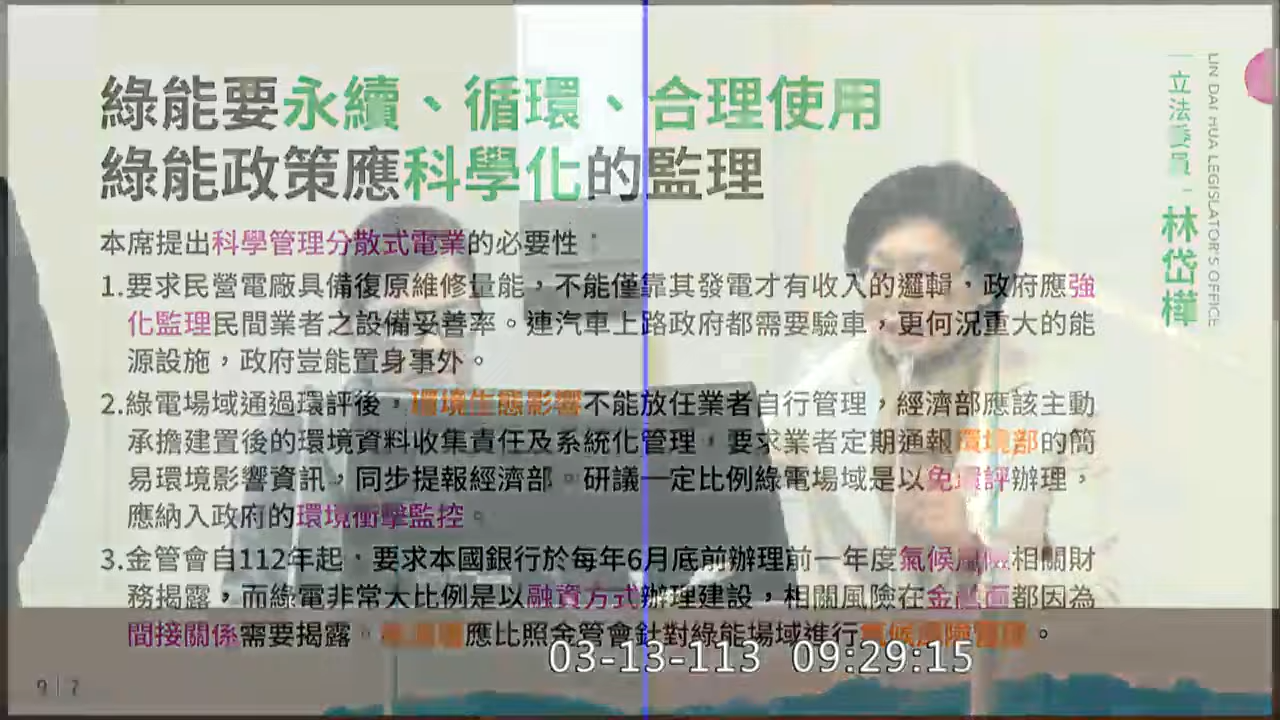 綠能要永續、循環、合理使用
綠能政策應科學化的監理
本席提出科學管理分散式電業的必要性：
1.要求民營電廠具備復原維修量能，不能僅靠其發電才有收入的邏輯，政府應強
化監理民間業者之設備妥善率。連汽車上路政府都需要驗車，更何況重大的能
源設施，政府豈能置身事外。
2.綠電場域通過環評後，環境生態影響不能放任業者自行管理，經濟部應該主動
承擔建置後的環境資料收集責任及系統化管理，要求業者定期通報環境部的簡
易環境影響資訊，同步提報經濟部。研議一定比例綠電場域是以免環評辦理，
應納入政府的環境衝擊監控。
3.金管會自112年起，要求本國銀行於每年6月底前辦理前一年度氣候風險相關財
務揭露，而綠電非常大比例是以融資方式辦理建設，相關風險在金融面都因為
間接關係需要揭露。應比照金管會針對綠能場域進行氣候風險管理。
立法委員 林岱樺
LIN DAI HUA LEGISLATOR'S OFFICE
03-13-113 09:29:15